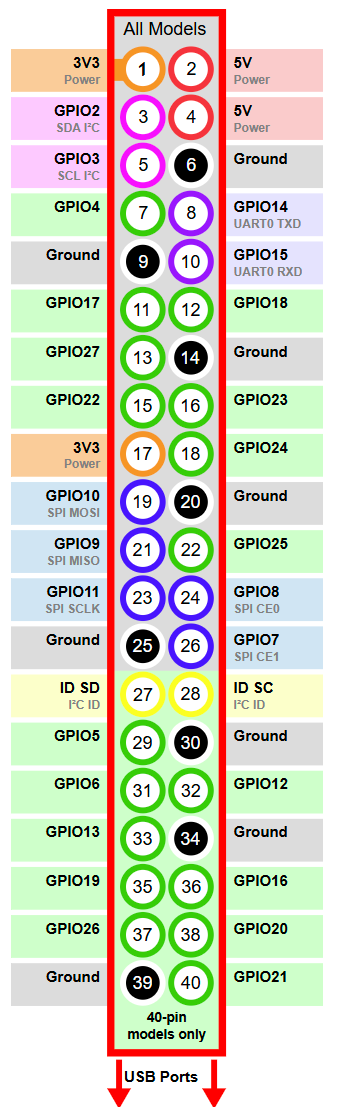 All Models
3V3 1 2 5V
Power Power
GPIO2 3 4 5V
SDA I²C Power
GPIO3 5 6 Ground
SCL I²C
GPIO4 7 8 GPIO14
UART0 TXD
Ground 9 10 GPIO15
UART0 RXD
GPIO17 11 12 GPIO18
GPIO27 13 14 Ground
GPIO22 15 16 GPIO23
3V3 17 18 GPIO24
Power
GPIO10 19 20 Ground
SPI MOSI
GPIO9 21 22 GPIO25
SPI MISO
GPIO11 23 24 GPIO8
SPI SCLK SPI CE0
Ground 25 26 GPIO7
SPI CE1
ID SD 27 28 ID SC
I²C ID I²C ID
GPIO5 29 30 Ground
GPIO6 31 32 GPIO12
GPIO13 33 34 Ground
GPIO19 35 36 GPIO16
GPIO26 37 38 GPIO20
Ground 39 40 GPIO21
40-pin
models only
USB Ports